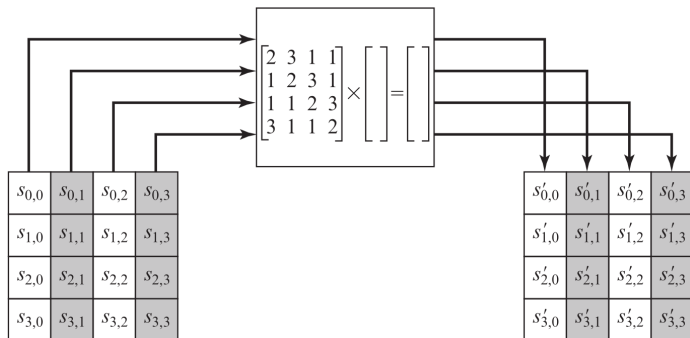 2 3 1 1
1 2 3 1
1 1 2 3
3 1 1 2
× =
s0,0 s0,1 s0,2 s0,3
s1,0 s1,1 s1,2 s1,3
s2,0 s2,1 s2,2 s2,3
s3,0 s3,1 s3,2 s3,3
s′0,0 s′0,1 s′0,2 s′0,3
s′1,0 s′1,1 s′1,2 s′1,3
s′2,0 s′2,1 s′2,2 s′2,3
s′3,0 s′3,1 s′3,2 s′3,3